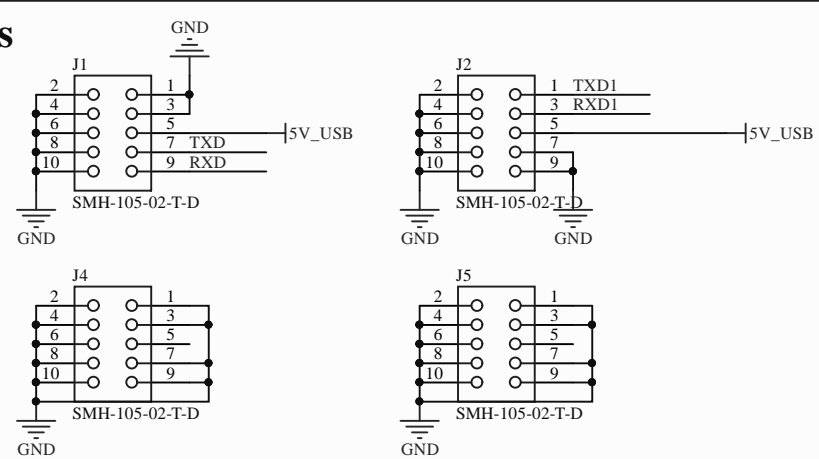 s
GND
J1
2 1
4 3
6 5 5V_USB
8 7 TXD
10 9 RXD
SMH-105-02-T-D
GND
J2
2 1 TXD1
4 3 RXD1
6 5 5V_USB
8 7
10 9
SMH-105-02-T-D
GND GND
J4
2 1
4 3
6 5
8 7
10 9
SMH-105-02-T-D
GND
J5
2 1
4 3
6 5
8 7
10 9
SMH-105-02-T-D
GND